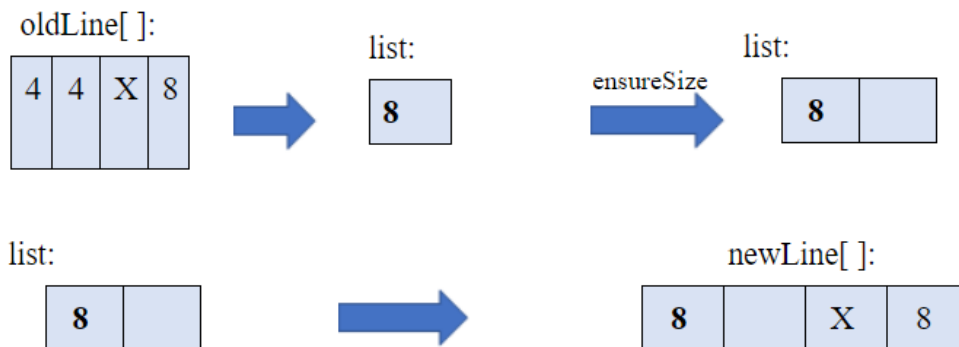 oldLine[ ]:
4 4 X 8
list:
8
ensureSize
list:
8
list:
8
newLine[ ]:
8 X 8